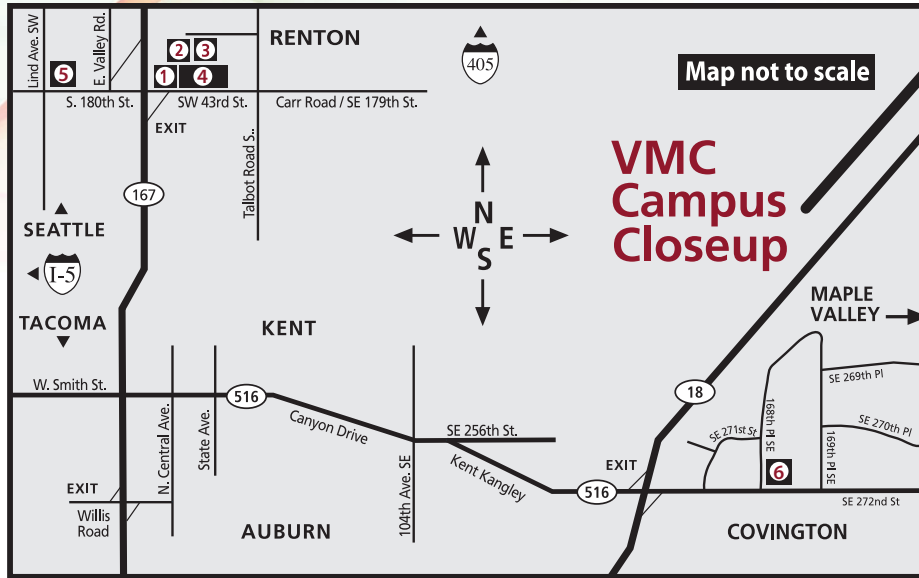 Lind Ave. SW
E. Valley Rd.
5
2
3
1
4
RENTON
405
Map not to scale
S. 180th St.
SW 43rd St.
Carr Road / SE 179th St.
EXIT
Talbot Road S..
167
VMC
Campus
Closeup
N
W E
S
SEATTLE
I-5
TACOMA
KENT
MAPLE
VALLEY
W. Smith St.
516
18
N. Central Ave.
State Ave.
Canyon Drive
SE 256th St.
104th Ave. SE
Kent Kangley
SE 269th Pl
SE 270th Pl
SE 271st St
168th Pl SE
169th Pl SE
6
EXIT
516
SE 272nd St
EXIT
Willis
Road
AUBURN
COVINGTON